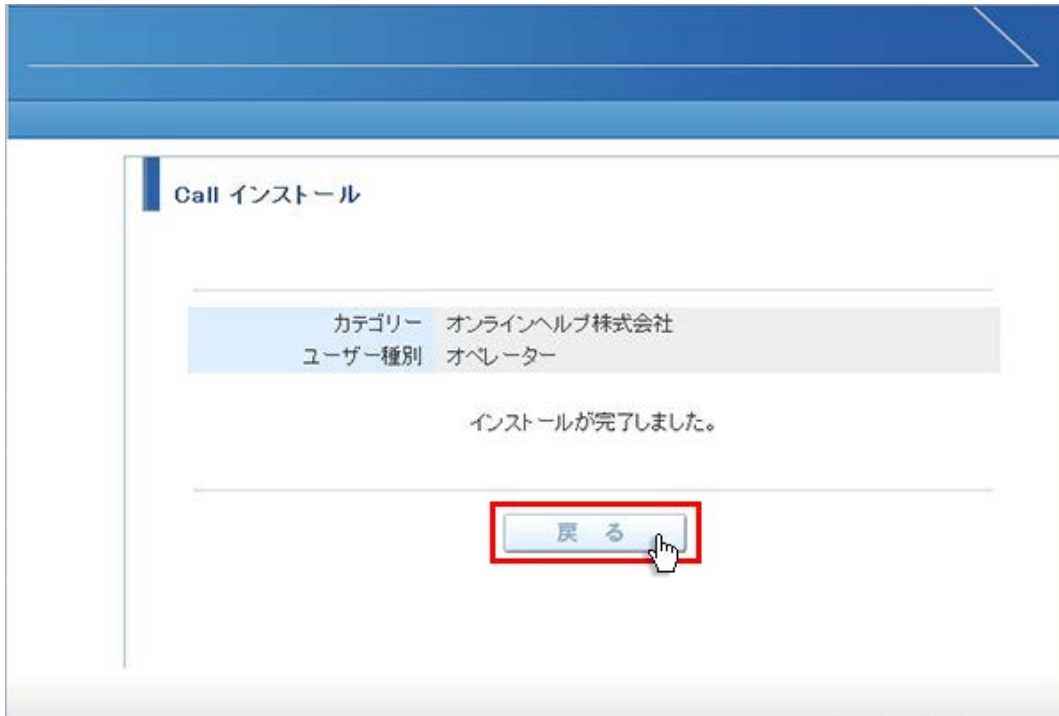 Call インストール
カテゴリー オンラインヘルプ株式会社
ユーザー種別 オペレーター
インストールが完了しました。
戻る